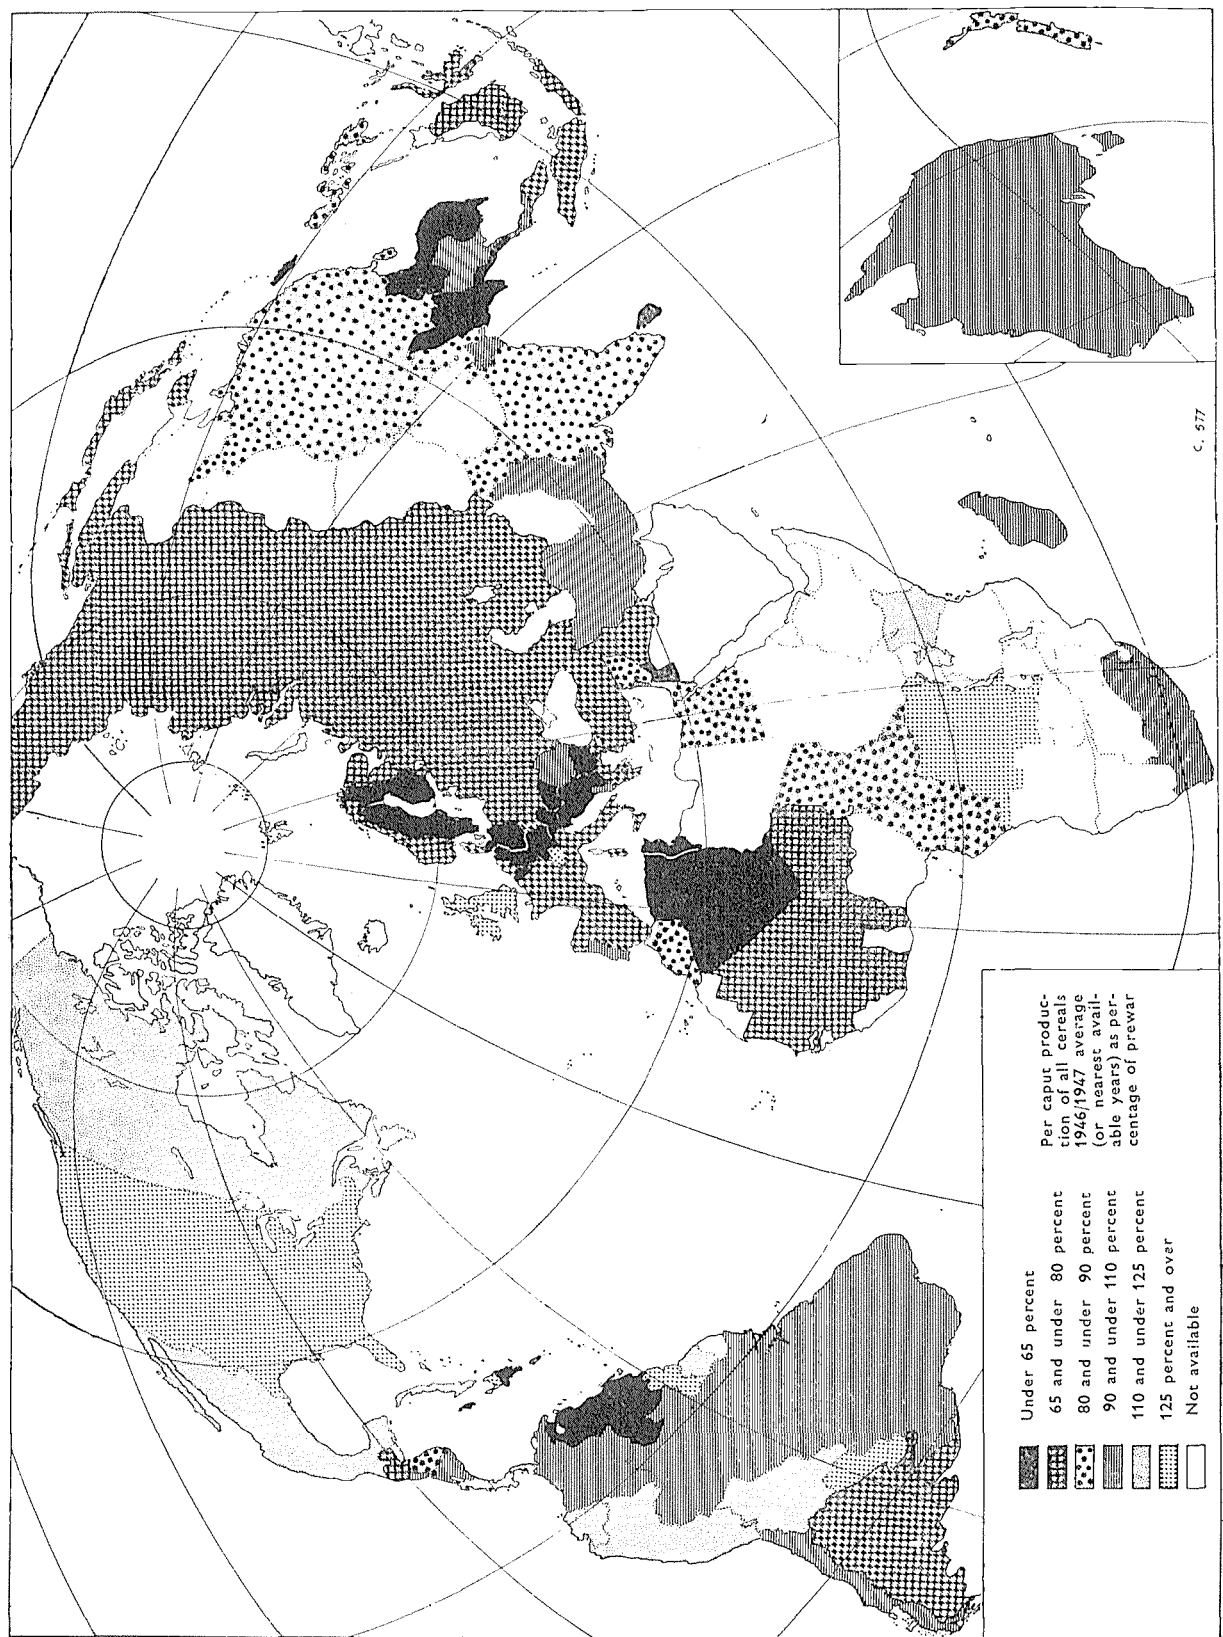 Under 65 percent
65 and under 80 percent
80 and under 90 percent
90 and under 110 percent
110 and under 125 percent
125 percent and over
Not available
Per caput produc-
tion of all cereals
1946/1947 average
(or nearest avail-
able years) as per-
centage of prewar
C. 577